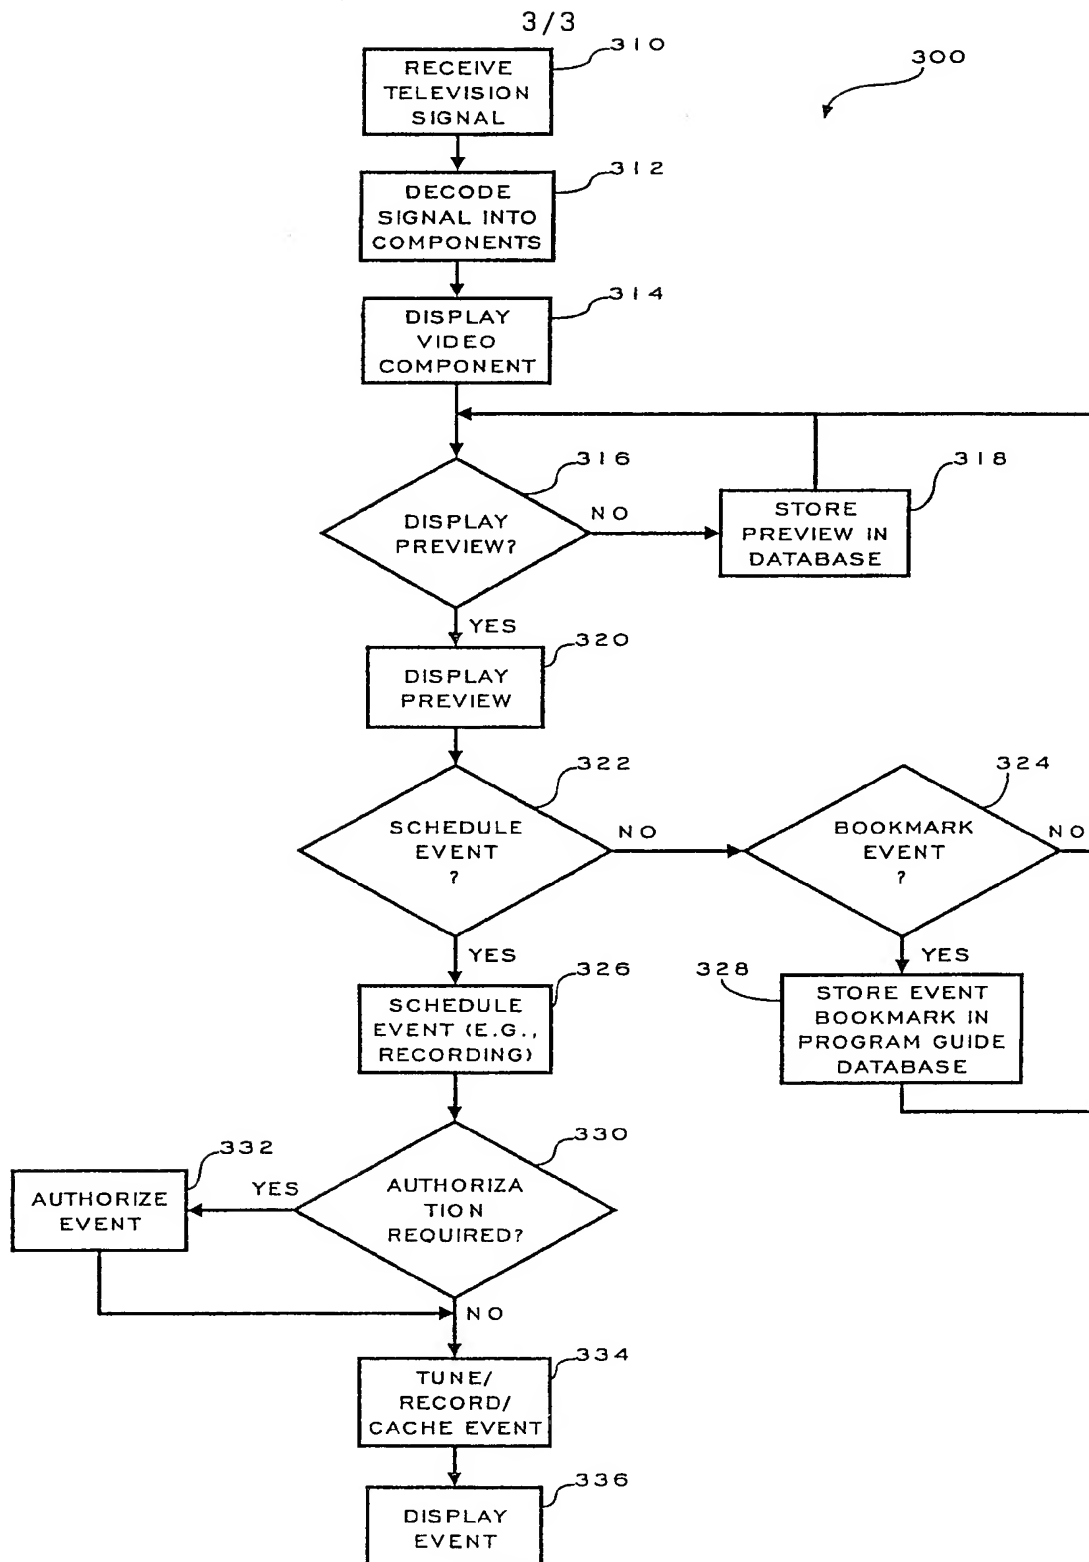 3/3
310
RECEIVE
TELEVISION
SIGNAL
300
312
DECODE
SIGNAL INTO
COMPONENTS
314
DISPLAY
VIDEO
COMPONENT
316
DISPLAY
PREVIEW?
NO
318
STORE
PREVIEW IN
DATABASE
YES
320
DISPLAY
PREVIEW
322
SCHEDULE
EVENT
?
NO
324
BOOKMARK
EVENT
?
NO
YES
326
SCHEDULE
EVENT (E.G.,
RECORDING)
YES
328
STORE EVENT
BOOKMARK IN
PROGRAM GUIDE
DATABASE
330
AUTHORIZA
TION
REQUIRED?
YES
332
AUTHORIZE
EVENT
NO
334
TUNE/
RECORD/
CACHE EVENT
336
DISPLAY
EVENT